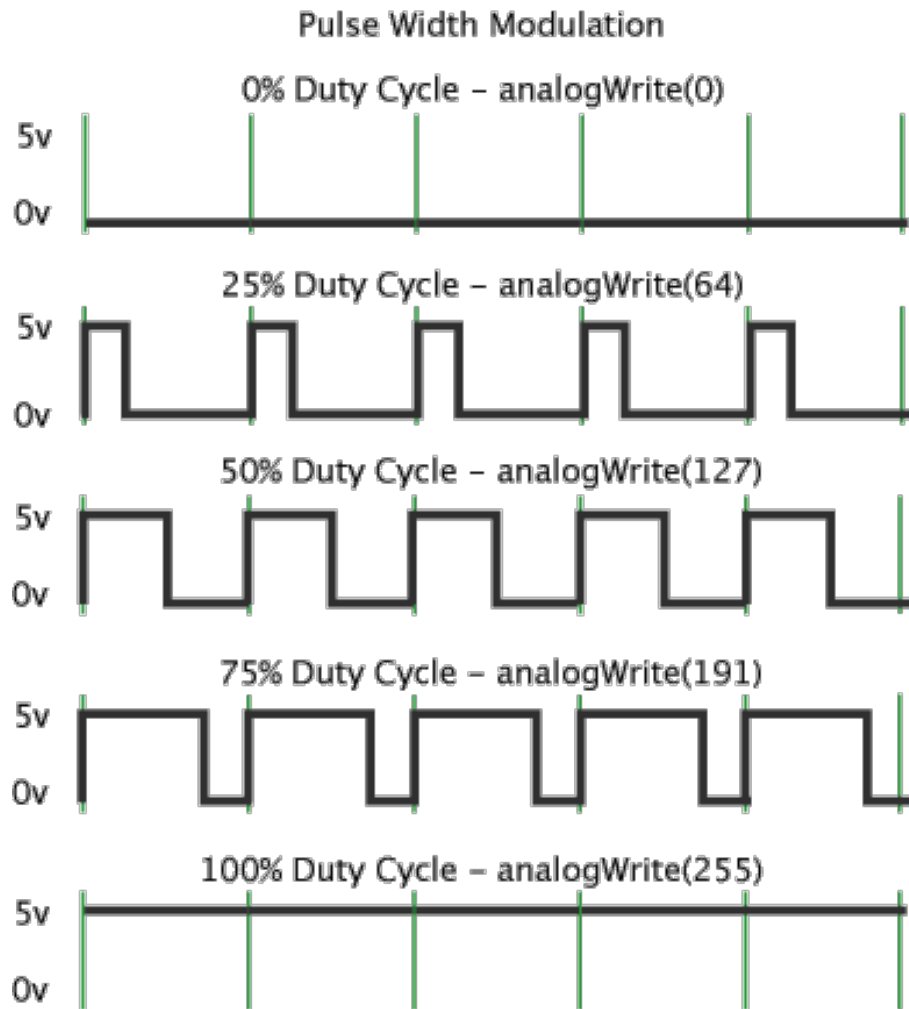 Pulse Width Modulation
0% Duty Cycle – analogWrite(0)
5v
0v
25% Duty Cycle – analogWrite(64)
5v
0v
50% Duty Cycle – analogWrite(127)
5v
0v
75% Duty Cycle – analogWrite(191)
5v
0v
100% Duty Cycle – analogWrite(255)
5v
0v